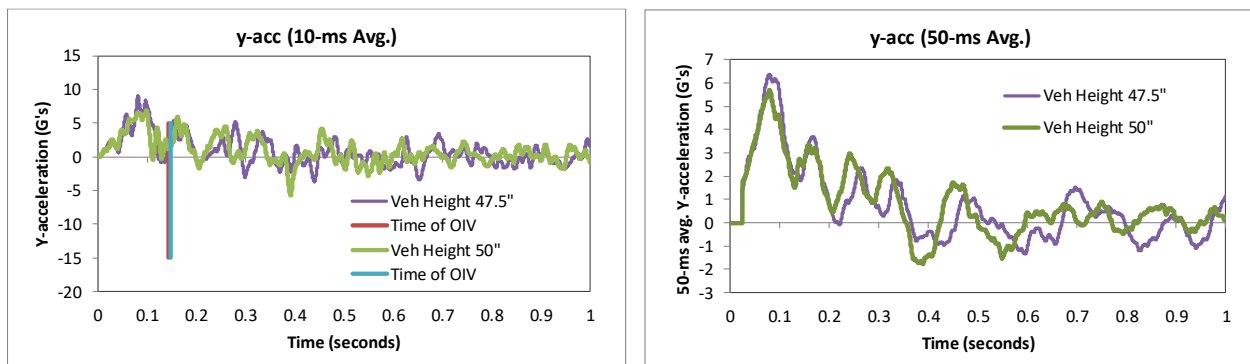 y-acc (10-ms Avg.)
Y-acceleration (G's)
15
10
5
0
-5
-10
-15
-20
Veh Height 47.5"
Time of OIV
Veh Height 50"
Time of OIV
0 0.1 0.2 0.3 0.4 0.5 0.6 0.7 0.8 0.9 1
Time (seconds)
y-acc (50-ms Avg.)
50-ms avg. Y-acceleration (G's)
7
6
5
4
3
2
1
0
-1
-2
-3
Veh Height 47.5"
Veh Height 50"
0 0.1 0.2 0.3 0.4 0.5 0.6 0.7 0.8 0.9 1
Time (seconds)